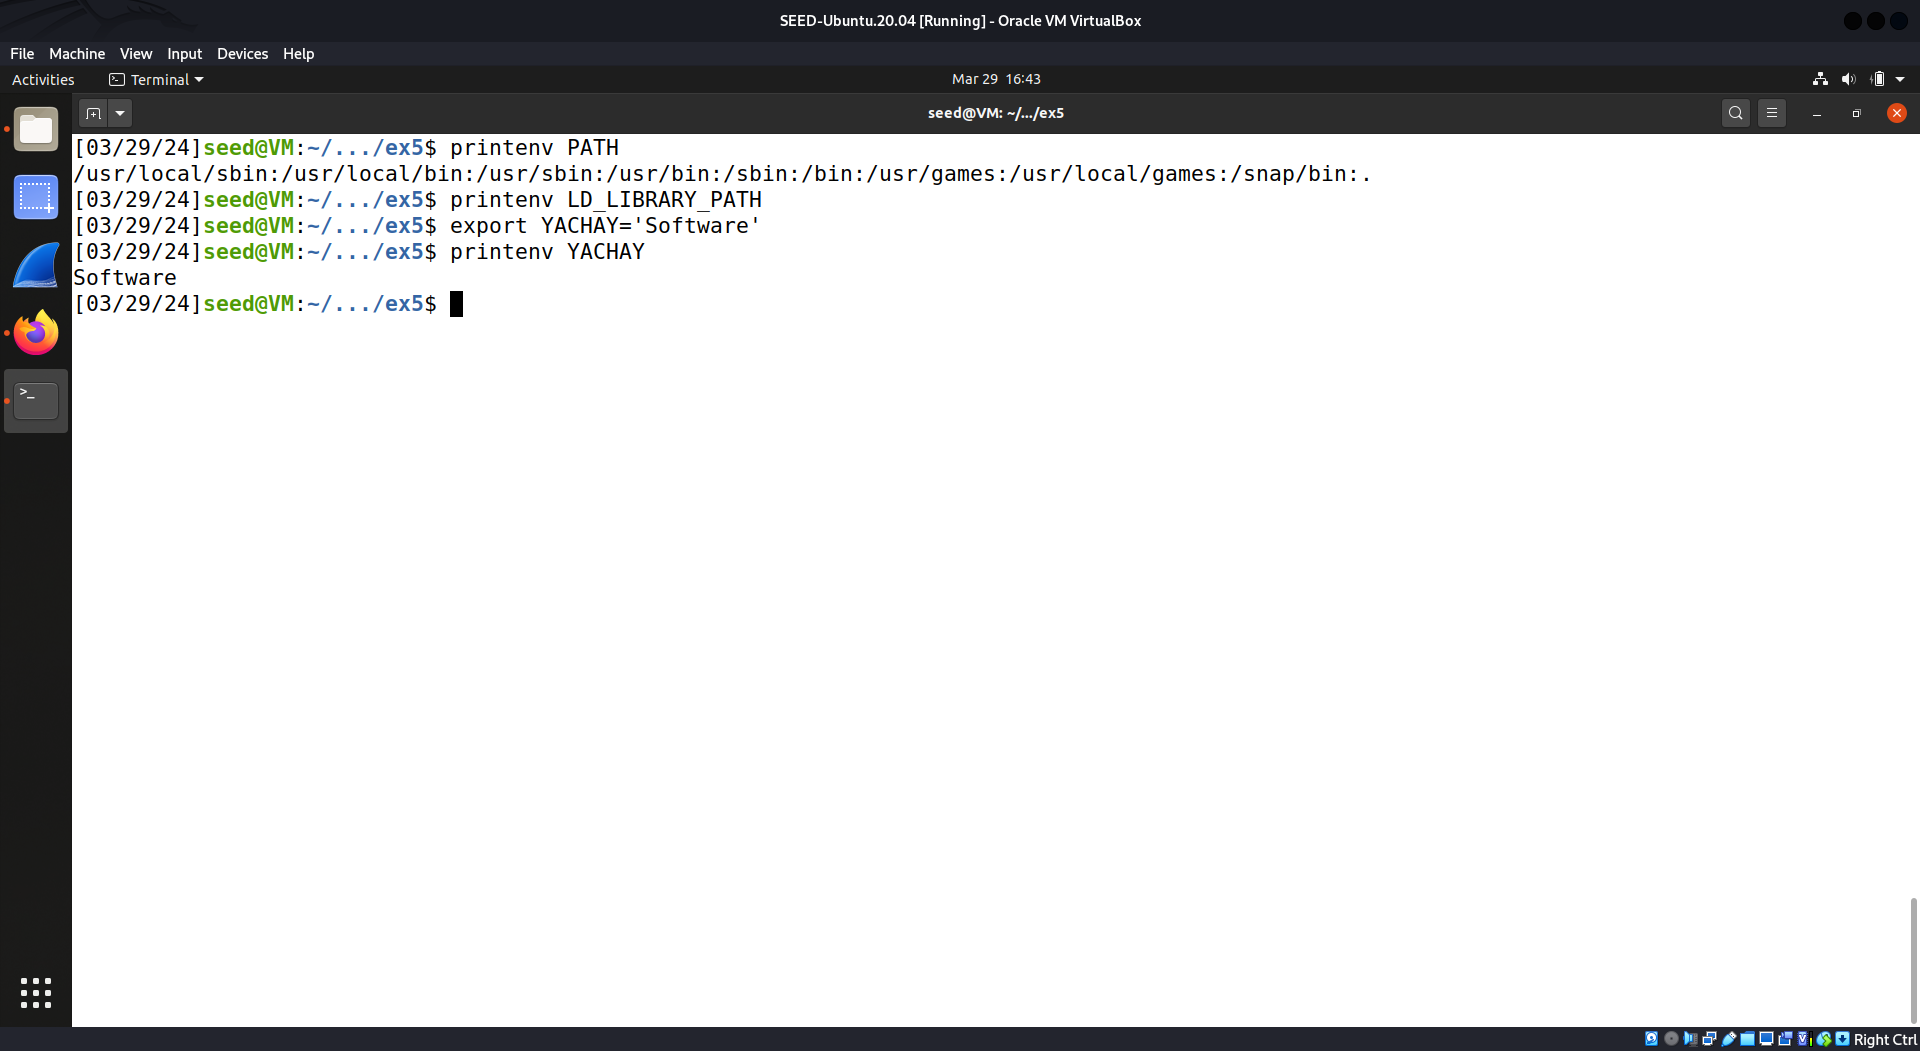 SEED-Ubuntu.20.04 [Running] - Oracle VM VirtualBox
File Machine View Input Devices Help
Activities Terminal Mar 29 16:43
seed@VM: ~/.../ex5
[03/29/24]seed@VM:~/.../ex5$ printenv PATH
/usr/local/sbin:/usr/local/bin:/usr/sbin:/usr/bin:/sbin:/bin:/usr/games:/usr/local/games:/snap/bin:.
[03/29/24]seed@VM:~/.../ex5$ printenv LD_LIBRARY_PATH
[03/29/24]seed@VM:~/.../ex5$ export YACHAY='Software'
[03/29/24]seed@VM:~/.../ex5$ printenv YACHAY
Software
[03/29/24]seed@VM:~/.../ex5$
Right Ctrl